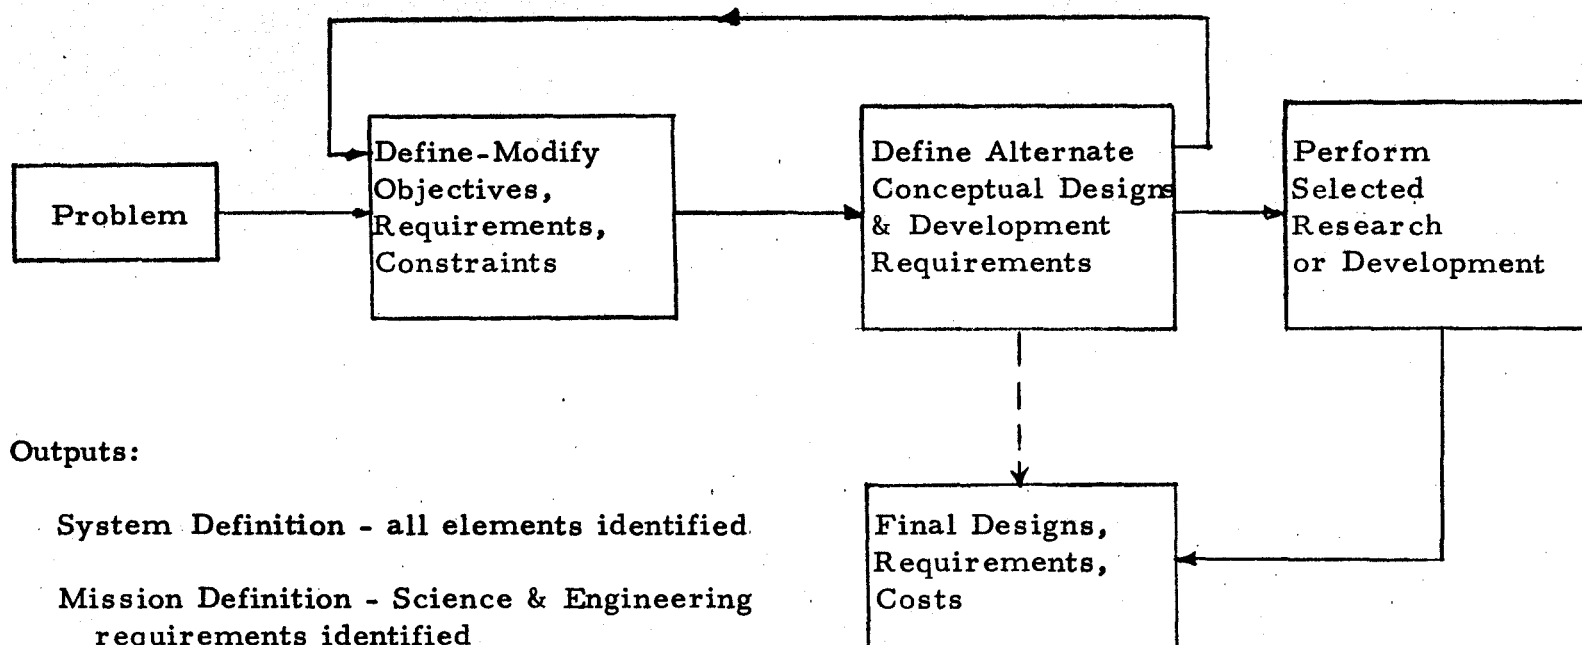 Problem
Define-Modify
Objectives,
Requirements,
Constraints
Define Alternate
Conceptual Designs
& Development
Requirements
Perform
Selected
Research
or Development
Outputs:
System Definition - all elements identified
Mission Definition - Science & Engineering
requirements identified
Final Designs,
Requirements,
Costs